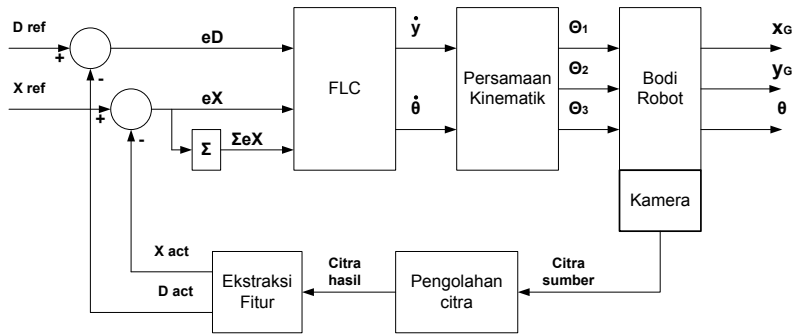 D ref
+
-
eD
X ref
+
-
eX
Σ
ΣeX
FLC
ẏ
θ̇
Persamaan
Kinematik
Θ1
Θ2
Θ3
Bodi
Robot
Kamera
xG
yG
θ
X act
D act
Ekstraksi
Fitur
Citra
hasil
Pengolahan
citra
Citra
sumber